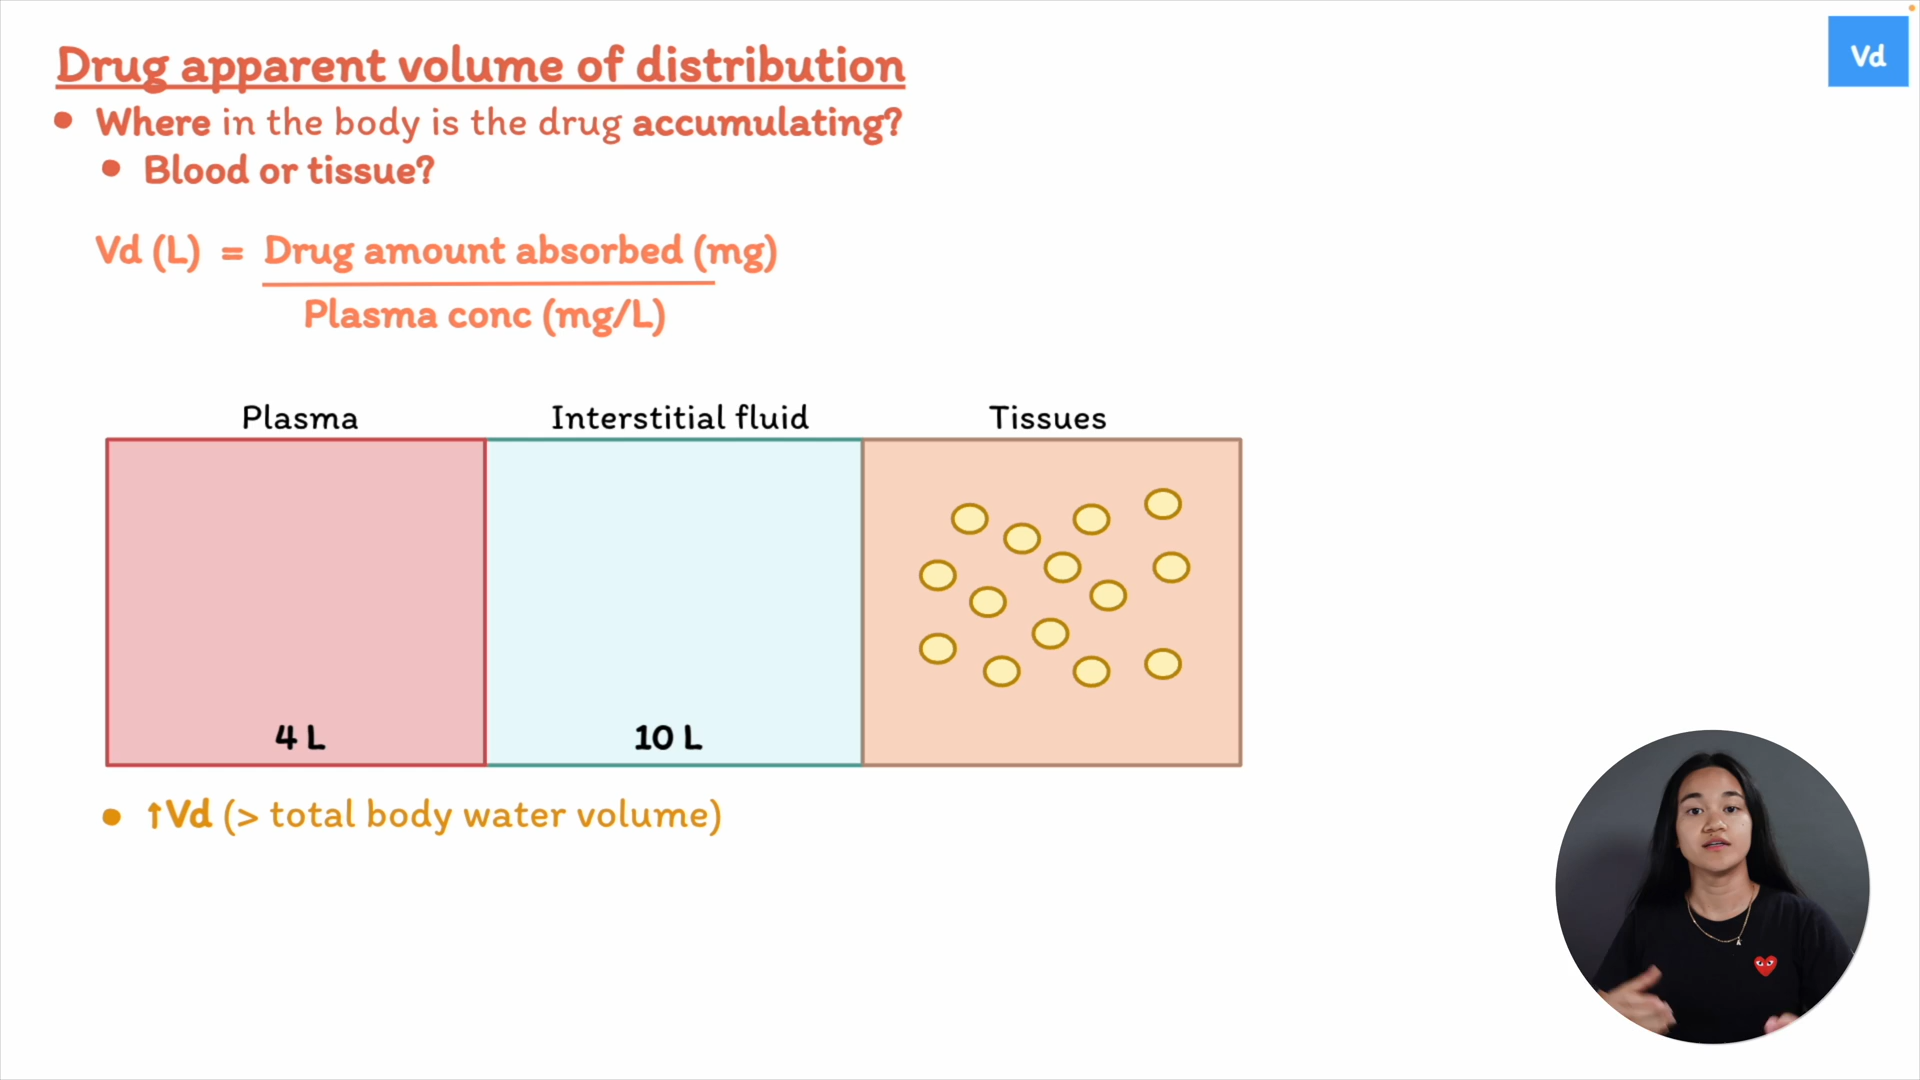 Drug apparent volume of distribution
Vd
• Where in the body is the drug accumulating?
• Blood or tissue?
Vd (L) = Drug amount absorbed (mg)
Plasma conc (mg/L)
Plasma Interstitial fluid Tissues
4 L 10 L
• ↑Vd (> total body water volume)